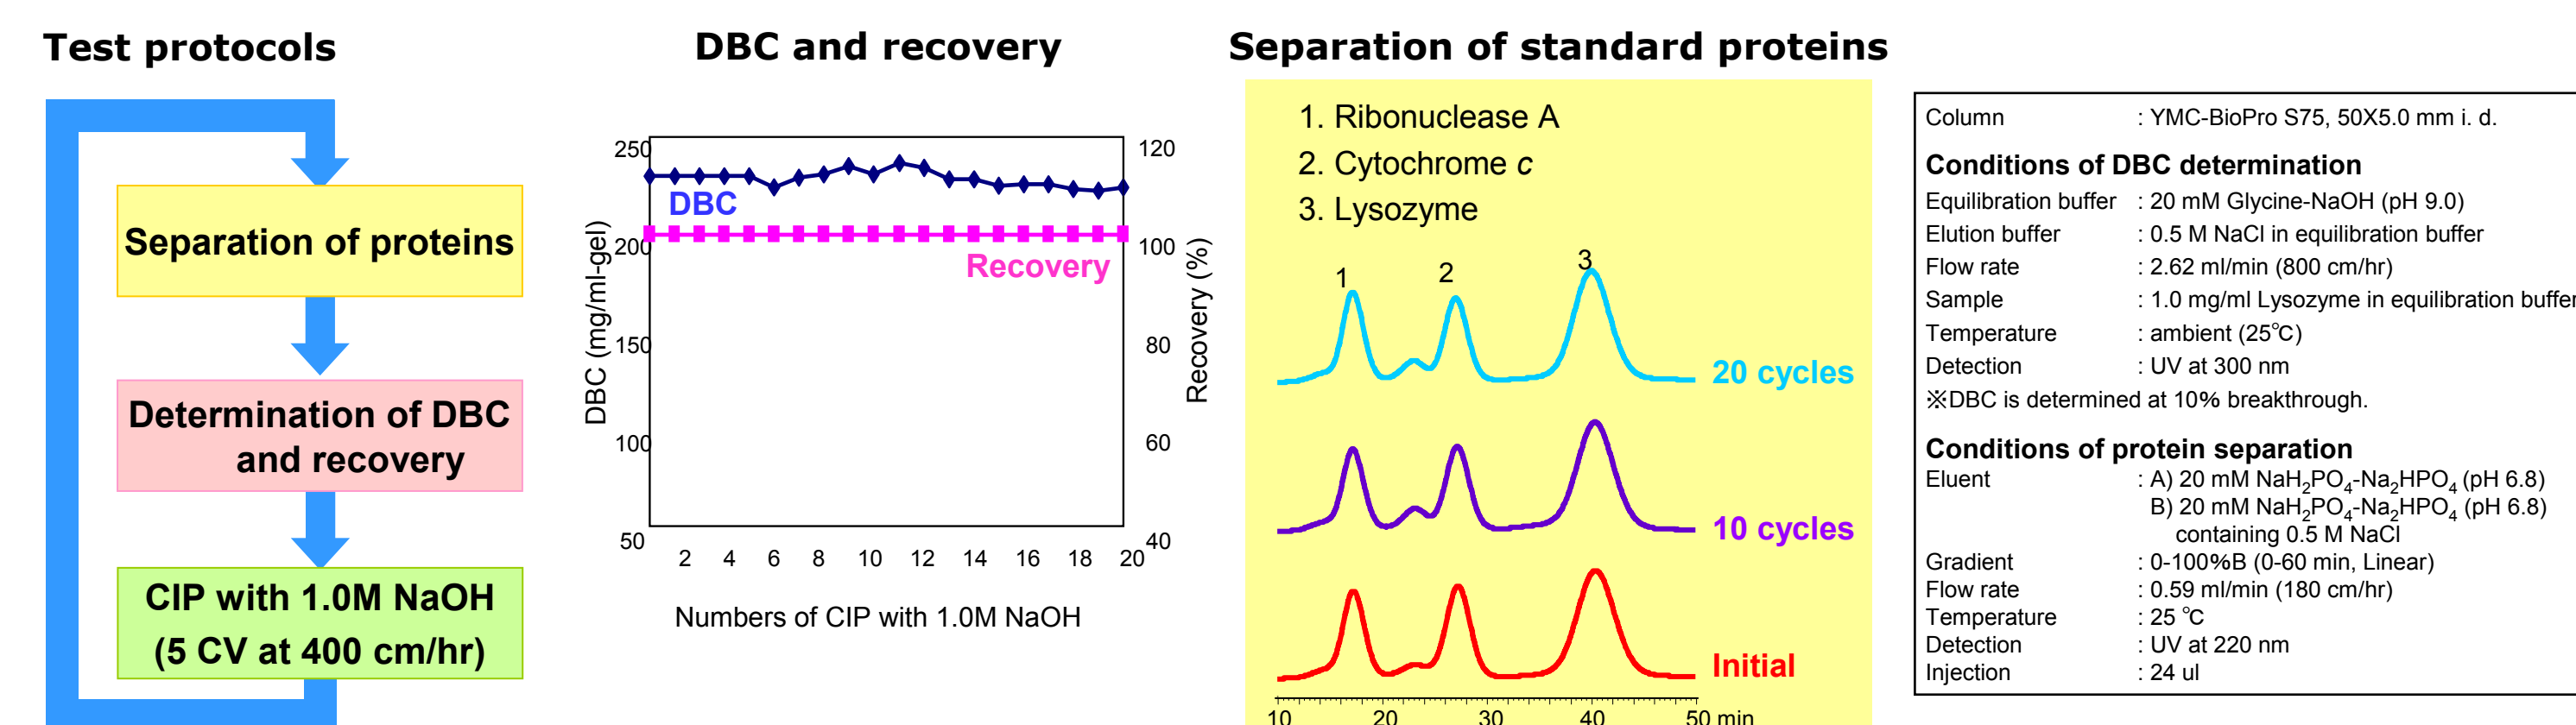 Test protocols
Separation of proteins
Determination of DBC
and recovery
CIP with 1.0M NaOH
(5 CV at 400 cm/hr)
DBC and recovery
250
200
150
100
50
DBC (mg/ml-gel)
DBC
Recovery
120
100
80
60
40
Recovery (%)
2 4 6 8 10 12 14 16 18 20
Numbers of CIP with 1.0M NaOH
Separation of standard proteins
1. Ribonuclease A
2. Cytochrome c
3. Lysozyme
1 2 3
20 cycles
10 cycles
Initial
10 20 30 40 50 min
Column : YMC-BioPro S75, 50X5.0 mm i. d.
Conditions of DBC determination
Equilibration buffer : 20 mM Glycine-NaOH (pH 9.0)
Elution buffer : 0.5 M NaCl in equilibration buffer
Flow rate : 2.62 ml/min (800 cm/hr)
Sample : 1.0 mg/ml Lysozyme in equilibration buffer
Temperature : ambient (25℃)
Detection : UV at 300 nm
※DBC is determined at 10% breakthrough.
Conditions of protein separation
Eluent : A) 20 mM NaH₂PO₄-Na₂HPO₄ (pH 6.8)
B) 20 mM NaH₂PO₄-Na₂HPO₄ (pH 6.8)
containing 0.5 M NaCl
Gradient : 0-100%B (0-60 min, Linear)
Flow rate : 0.59 ml/min (180 cm/hr)
Temperature : 25 ℃
Detection : UV at 220 nm
Injection : 24 ul